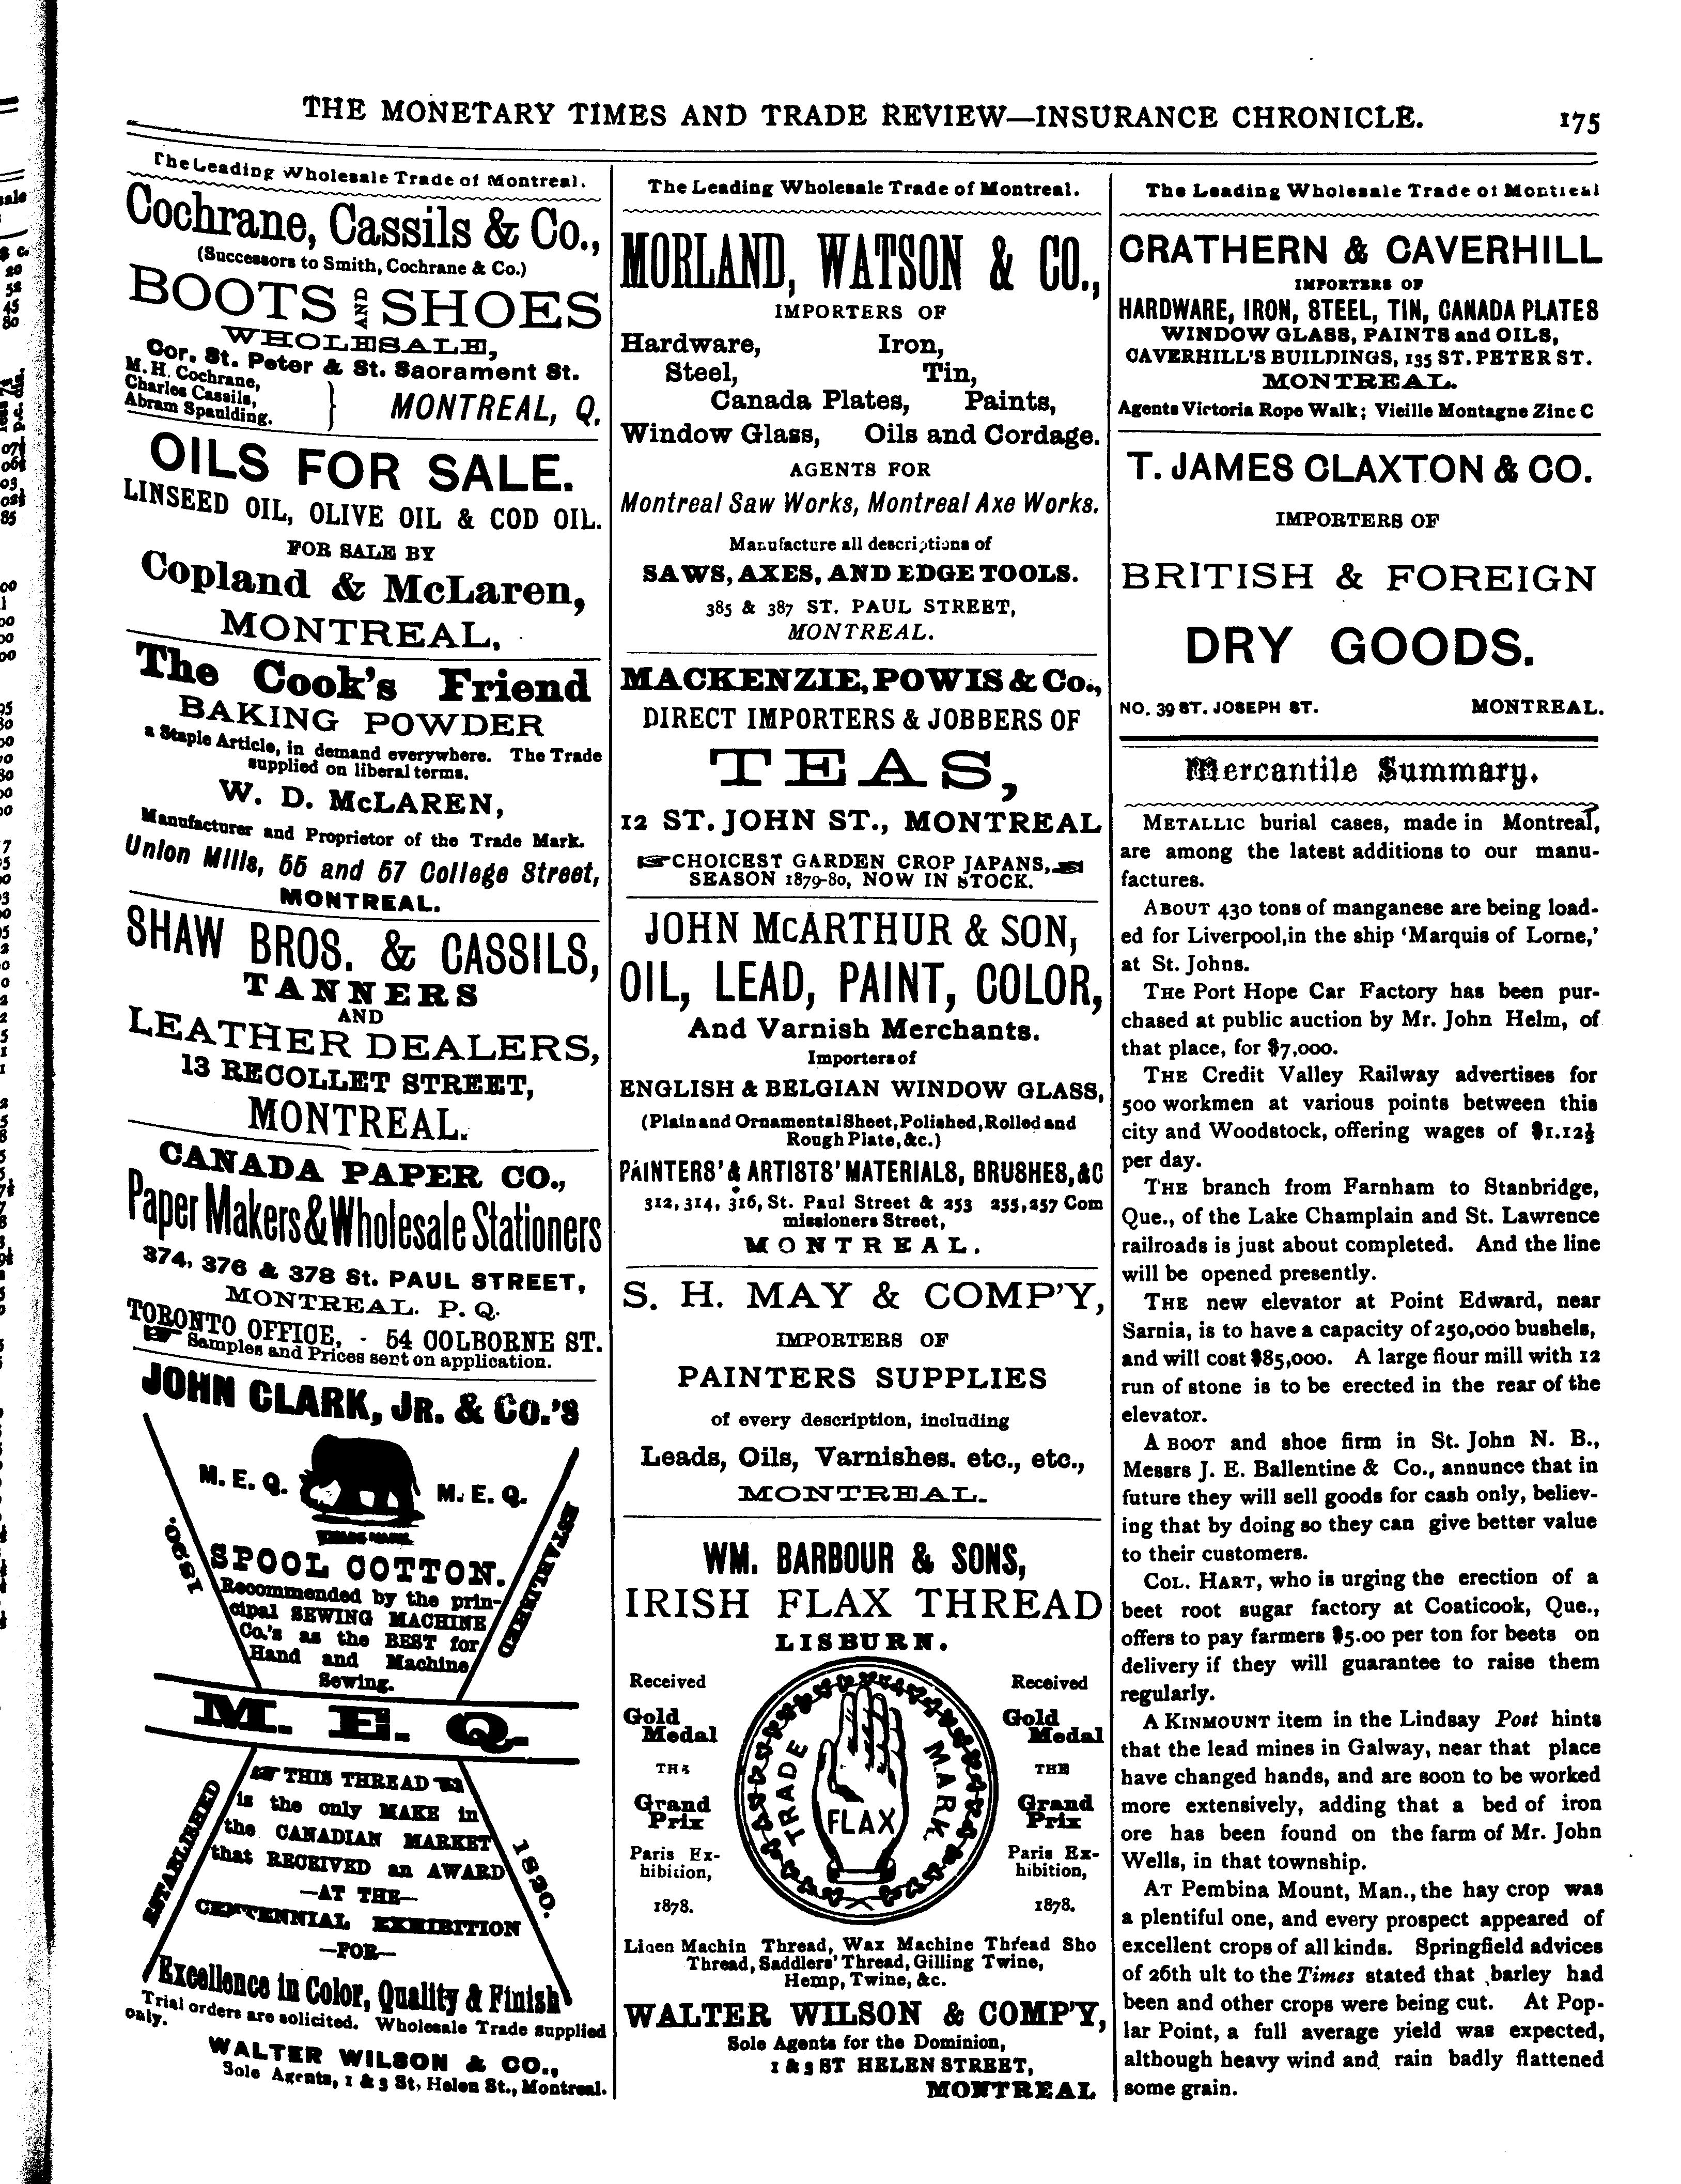 THE MONETARY TIMES AND TRADE REVIEW—INSURANCE CHRONICLE. 175
The Leading Wholesale Trade of Montreal.
Cochrane, Cassils & Co.,
(Successors to Smith, Cochrane & Co.)
BOOTS AND SHOES
WHOLESALE,
Cor. St. Peter & St. Sacrament St.
M. H. Cochrane,
Charles Cassils,
Abram Spaulding.
MONTREAL, Q,
OILS FOR SALE.
LINSEED OIL, OLIVE OIL & COD OIL.
FOR SALE BY
Copland & McLaren,
MONTREAL,
The Cook's Friend
BAKING POWDER
a Staple Article, in demand everywhere. The Trade
supplied on liberal terms.
W. D. McLAREN,
Manufacturer and Proprietor of the Trade Mark.
Union Mills, 55 and 57 College Street,
MONTREAL.
SHAW BROS. & CASSILS,
TANNERS
AND
LEATHER DEALERS,
13 RECOLLET STREET,
MONTREAL.
CANADA PAPER CO.,
Paper Makers & Wholesale Stationers
374, 376 & 378 St. PAUL STREET,
MONTREAL. P. Q.
TORONTO OFFICE, - 54 COLBORNE ST.
☞ Samples and Prices sent on application.
JOHN CLARK, JR. & CO.'S
M. E. Q. M. E. Q.
TRADE MARK.
ESTABLISHED 1820.
SPOOL COTTON.
Recommended by the prin-
cipal SEWING MACHINE
Co.'s as the BEST for
Hand and Machine
Sewing.
M. E. Q.
ESTABLISHED 1820.
☞ THIS THREAD ☜
is the only MAKE in
the CANADIAN MARKET
that RECEIVED an AWARD
—AT THE—
CENTENNIAL EXHIBITION
—FOR—
Excellence in Color, Quality & Finish
Trial orders are solicited. Wholesale Trade supplied
only.
WALTER WILSON & CO.,
Sole Agents, 1 & 3 St, Helen St., Montreal.
The Leading Wholesale Trade of Montreal.
MORLAND, WATSON & CO.,
IMPORTERS OF
Hardware, Iron,
Steel, Tin,
Canada Plates, Paints,
Window Glass, Oils and Cordage.
AGENTS FOR
Montreal Saw Works, Montreal Axe Works.
Manufacture all descriptions of
SAWS, AXES, AND EDGE TOOLS.
385 & 387 ST. PAUL STREET,
MONTREAL.
MACKENZIE, POWIS & Co.,
DIRECT IMPORTERS & JOBBERS OF
TEAS,
12 ST. JOHN ST., MONTREAL
☞CHOICEST GARDEN CROP JAPANS,☜
SEASON 1879-80, NOW IN STOCK.
JOHN McARTHUR & SON,
OIL, LEAD, PAINT, COLOR,
And Varnish Merchants.
Importers of
ENGLISH & BELGIAN WINDOW GLASS,
(Plain and Ornamental Sheet, Polished, Rolled and
Rough Plate, &c.)
PAINTERS' & ARTISTS' MATERIALS, BRUSHES, &C
312, 314, 316, St. Paul Street & 253 255, 257 Com
missioners Street,
MONTREAL.
S. H. MAY & COMP'Y,
IMPORTERS OF
PAINTERS SUPPLIES
of every description, including
Leads, Oils, Varnishes. etc., etc.,
MONTREAL.
WM. BARBOUR & SONS,
IRISH FLAX THREAD
LISBURN.
Received
Gold
Medal
THE
Grand
Prix
Paris Ex-
hibition,
1878.
TRADE MARK
FLAX
Received
Gold
Medal
THE
Grand
Prix
Paris Ex-
hibition,
1878.
Linen Machin Thread, Wax Machine Thread Sho
Thread, Saddlers' Thread, Gilling Twine,
Hemp, Twine, &c.
WALTER WILSON & COMP'Y,
Sole Agents for the Dominion,
1 & 3 ST HELEN STREET,
MONTREAL
The Leading Wholesale Trade of Montreal
CRATHERN & CAVERHILL
IMPORTERS OF
HARDWARE, IRON, STEEL, TIN, CANADA PLATES
WINDOW GLASS, PAINTS and OILS,
CAVERHILL'S BUILDINGS, 135 ST. PETER ST.
MONTREAL.
Agents Victoria Rope Walk; Vieille Montagne Zinc C
T. JAMES CLAXTON & CO.
IMPORTERS OF
BRITISH & FOREIGN
DRY GOODS.
NO. 39 ST. JOSEPH ST. MONTREAL.
Mercantile Summary.
METALLIC burial cases, made in Montreal,
are among the latest additions to our manu-
factures.
ABOUT 430 tons of manganese are being load-
ed for Liverpool,in the ship 'Marquis of Lorne,'
at St. Johns.
THE Port Hope Car Factory has been pur-
chased at public auction by Mr. John Helm, of
that place, for $7,000.
THE Credit Valley Railway advertises for
500 workmen at various points between this
city and Woodstock, offering wages of $1.12½
per day.
THE branch from Farnham to Stanbridge,
Que., of the Lake Champlain and St. Lawrence
railroads is just about completed. And the line
will be opened presently.
THE new elevator at Point Edward, near
Sarnia, is to have a capacity of 250,000 bushels,
and will cost $85,000. A large flour mill with 12
run of stone is to be erected in the rear of the
elevator.
A BOOT and shoe firm in St. John N. B.,
Messrs J. E. Ballentine & Co., annunce that in
future they will sell goods for cash only, believ-
ing that by doing so they can give better value
to their customers.
COL. HART, who is urging the erection of a
beet root sugar factory at Coaticook, Que.,
offers to pay farmers $5.00 per ton for beets on
delivery if they will guarantee to raise them
regularly.
A KINMOUNT item in the Lindsay Post hints
that the lead mines in Galway, near that place
have changed hands, and are soon to be worked
more extensively, adding that a bed of iron
ore has been found on the farm of Mr. John
Wells, in that township.
AT Pembina Mount, Man., the hay crop was
a plentiful one, and every prospect appeared of
excellent crops of all kinds. Springfield advices
of 26th ult to the Times stated that barley had
been and other crops were being cut. At Pop-
lar Point, a full average yield was expected,
although heavy wind and rain badly flattened
some grain.